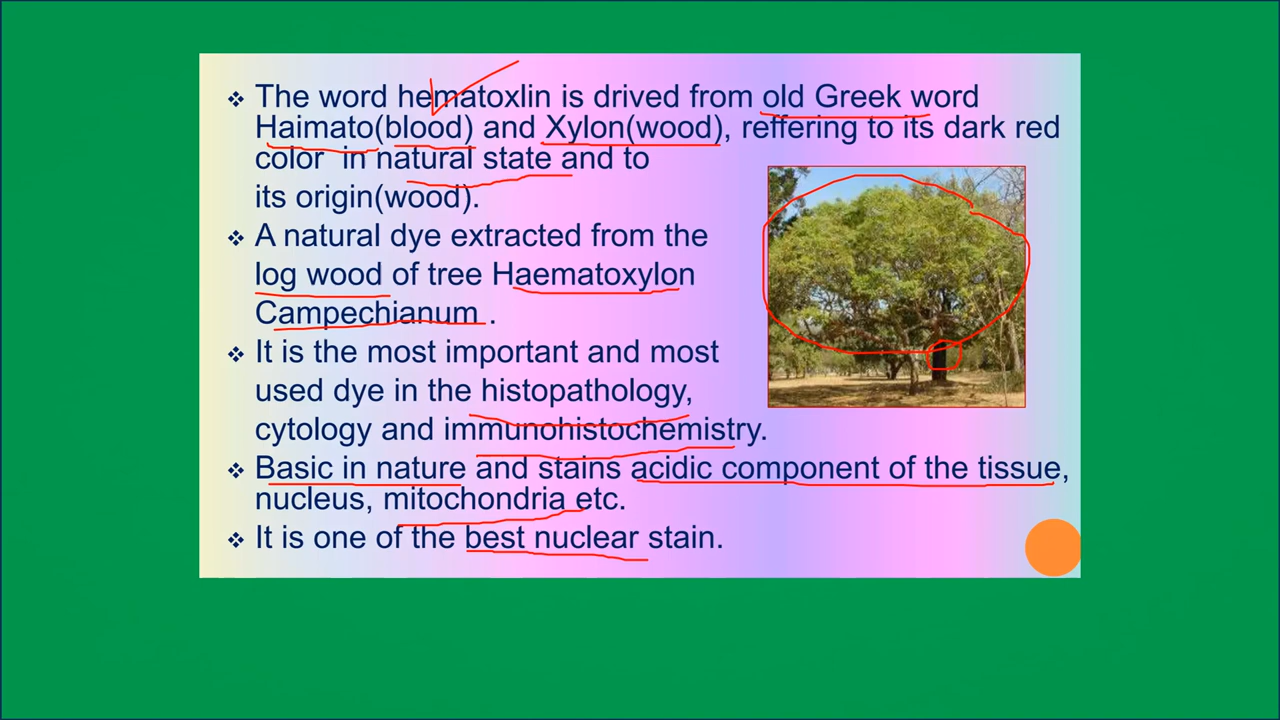 ❖ The word hematoxlin is drived from old Greek word
Haimato(blood) and Xylon(wood), reffering to its dark red
color in natural state and to
its origin(wood).
❖ A natural dye extracted from the
log wood of tree Haematoxylon
Campechianum .
❖ It is the most important and most
used dye in the histopathology,
cytology and immunohistochemistry.
❖ Basic in nature and stains acidic component of the tissue,
nucleus, mitochondria etc.
❖ It is one of the best nuclear stain.